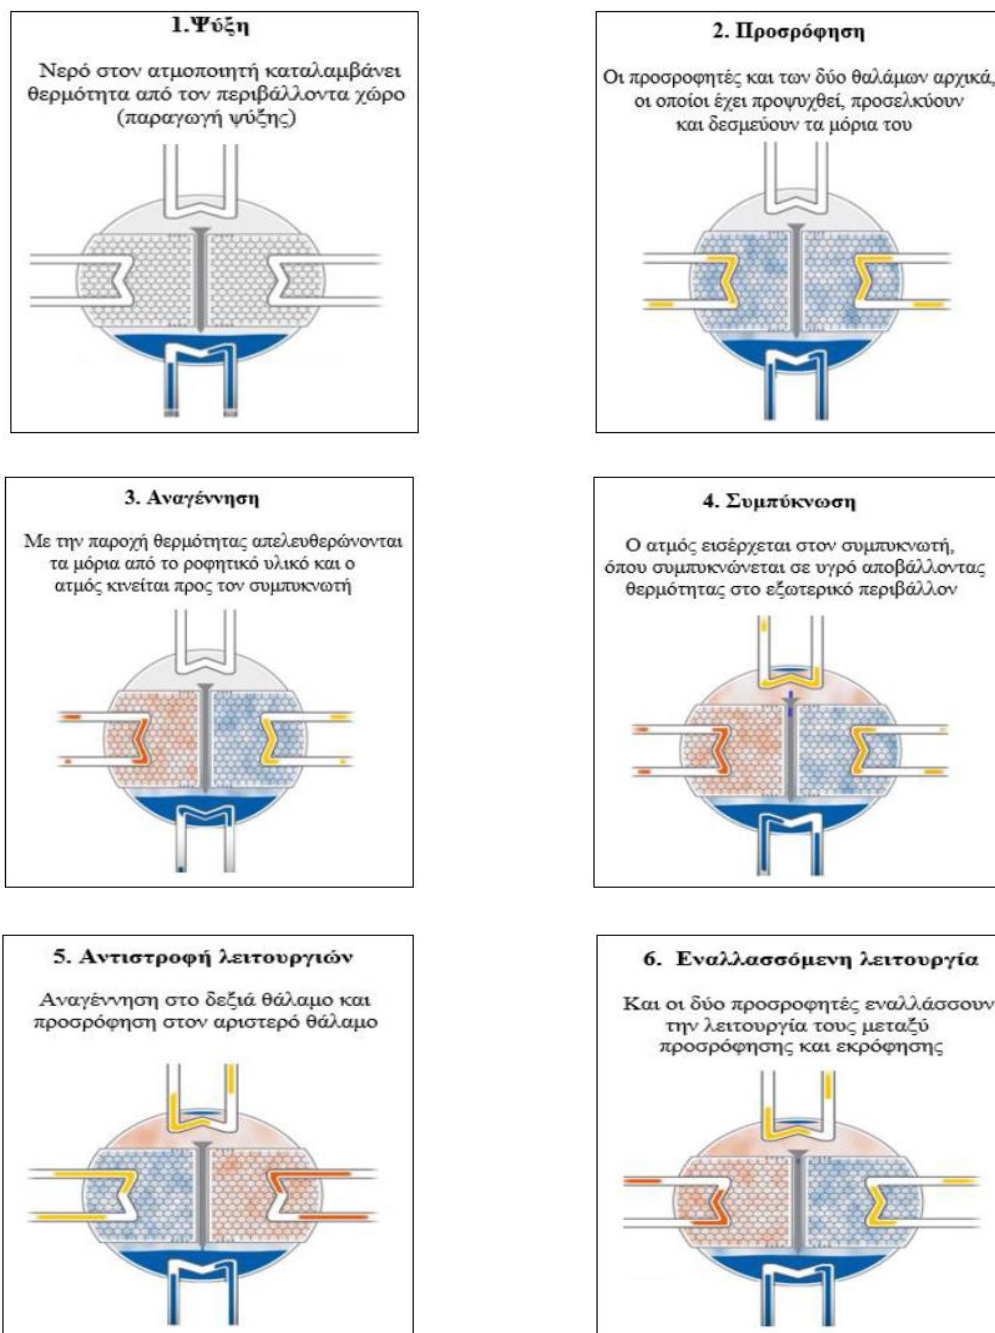 1.Ψύξη
Νερό στον ατμοποιητή καταλαμβάνει
θερμότητα από τον περιβάλλοντα χώρο
(παραγωγή ψύξης)
2. Προσρόφηση
Οι προσροφητές και των δύο θαλάμων αρχικά,
οι οποίοι έχει προψυχθεί, προσελκύουν
και δεσμεύουν τα μόρια του
3. Αναγέννηση
Με την παροχή θερμότητας απελευθερώνονται
τα μόρια από το ροφητικό υλικό και ο
ατμός κινείται προς τον συμπυκνωτή
4. Συμπύκνωση
Ο ατμός εισέρχεται στον συμπυκνωτή,
όπου συμπυκνώνεται σε υγρό αποβάλλοντας
θερμότητας στο εξωτερικό περιβάλλον
5. Αντιστροφή λειτουργιών
Αναγέννηση στο δεξιά θάλαμο και
προσρόφηση στον αριστερό θάλαμο
6. Εναλλασσόμενη λειτουργία
Και οι δύο προσροφητές εναλλάσσουν
την λειτουργία τους μεταξύ
προσρόφησης και εκρόφησης